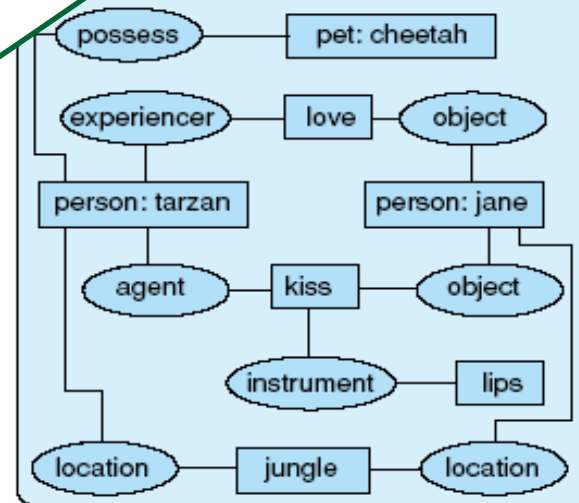 possess
pet: cheetah
experiencer
love
object
person: tarzan
person: jane
agent
kiss
object
instrument
lips
location
jungle
location